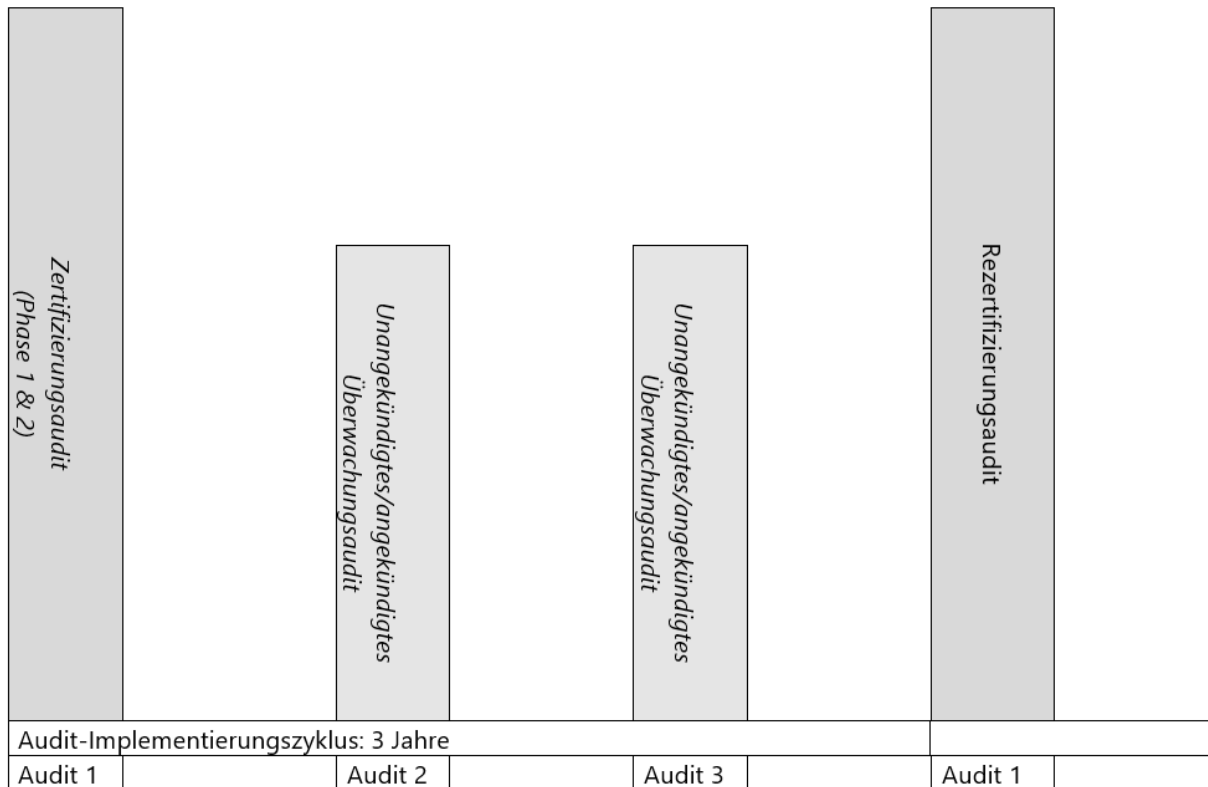 Zertifizierungsaudit
(Phase 1 & 2)
Unangekündigtes/angekündigtes
Überwachungsaudit
Unangekündigtes/angekündigtes
Überwachungsaudit
Rezertifizierungsaudit
Audit-Implementierungszyklus: 3 Jahre
Audit 1
Audit 2
Audit 3
Audit 1